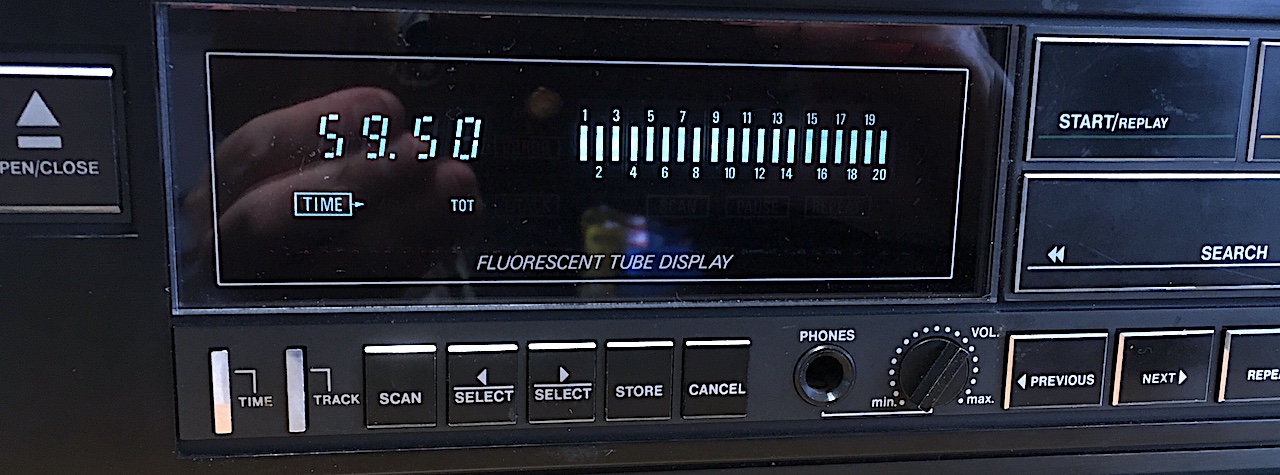 PEN/CLOSE
59.50
1 3 5 7 9 11 13 15 17 19
2 4 6 8 10 12 14 16 18 20
TIME
TOT
FLUORESCENT TUBE DISPLAY
START/REPLAY
SEARCH
TIME
TRACK
SCAN
SELECT
SELECT
STORE
CANCEL
PHONES
VOL.
min.
max.
PREVIOUS
NEXT
REPEA